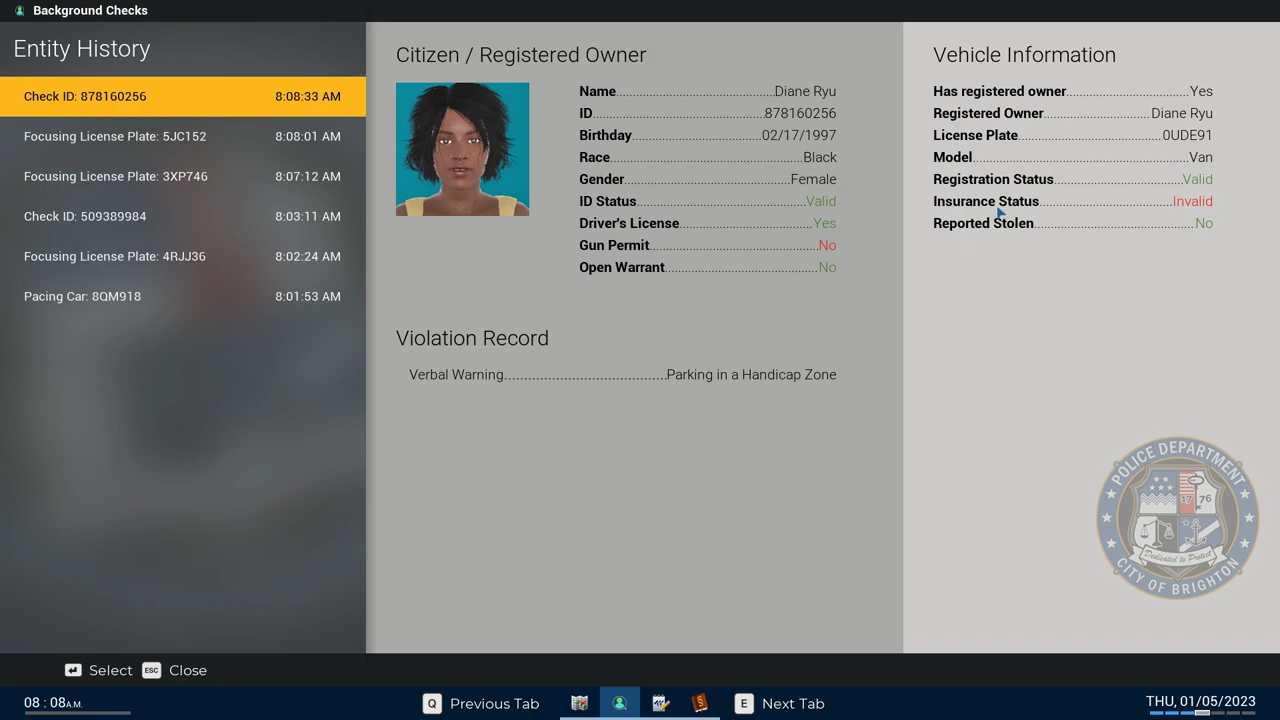 Background Checks
Entity History
Check ID: 878160256 8:08:33 AM
Focusing License Plate: 5JC152 8:08:01 AM
Focusing License Plate: 3XP746 8:07:12 AM
Check ID: 509389984 8:03:11 AM
Focusing License Plate: 4RJJ36 8:02:24 AM
Pacing Car: 8QM918 8:01:53 AM
Citizen / Registered Owner
Name Diane Ryu
ID 878160256
Birthday 02/17/1997
Race Black
Gender Female
ID Status Valid
Driver's License Yes
Gun Permit No
Open Warrant No
Violation Record
Verbal Warning Parking in a Handicap Zone
Vehicle Information
Has registered owner Yes
Registered Owner Diane Ryu
License Plate 0UDE91
Model Van
Registration Status Valid
Insurance Status Invalid
Reported Stolen No
POLICE DEPARTMENT
17 76
Dedicated to Protect
CITY OF BRIGHTON
Select ESC Close
08 : 08 A.M. Q Previous Tab E Next Tab THU, 01/05/2023